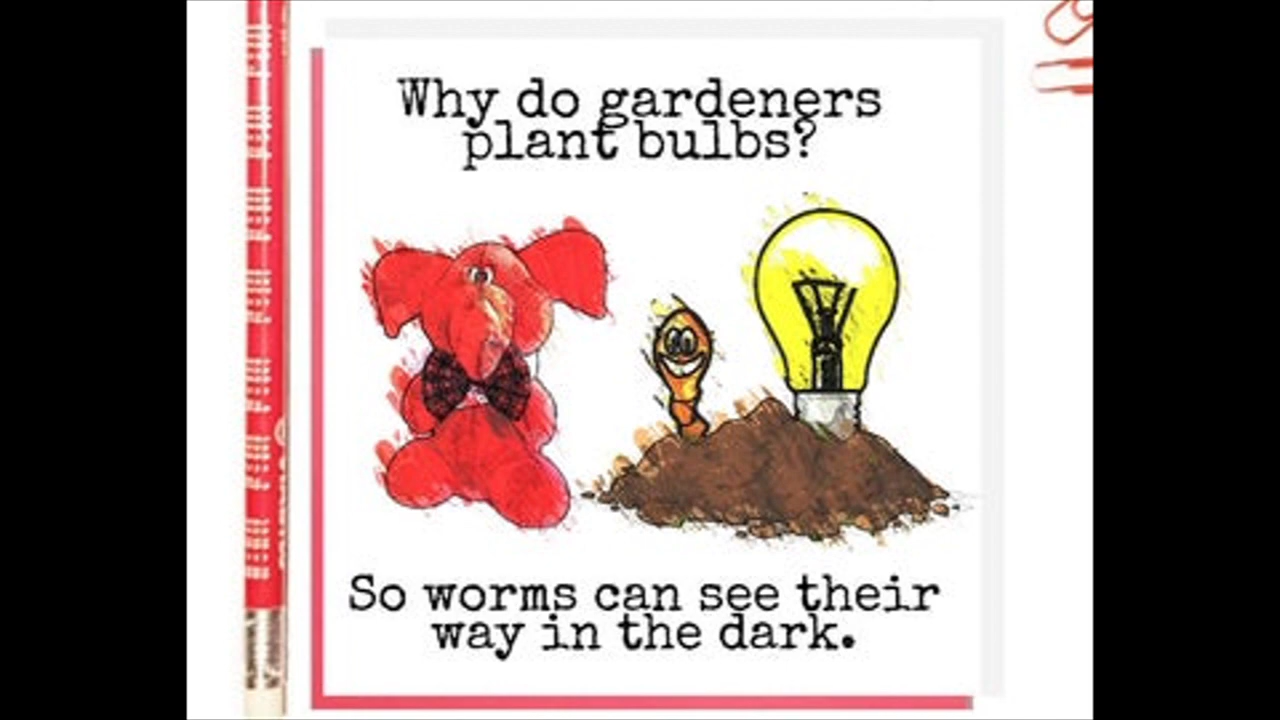 Why do gardeners
plant bulbs?
So worms can see their
way in the dark.